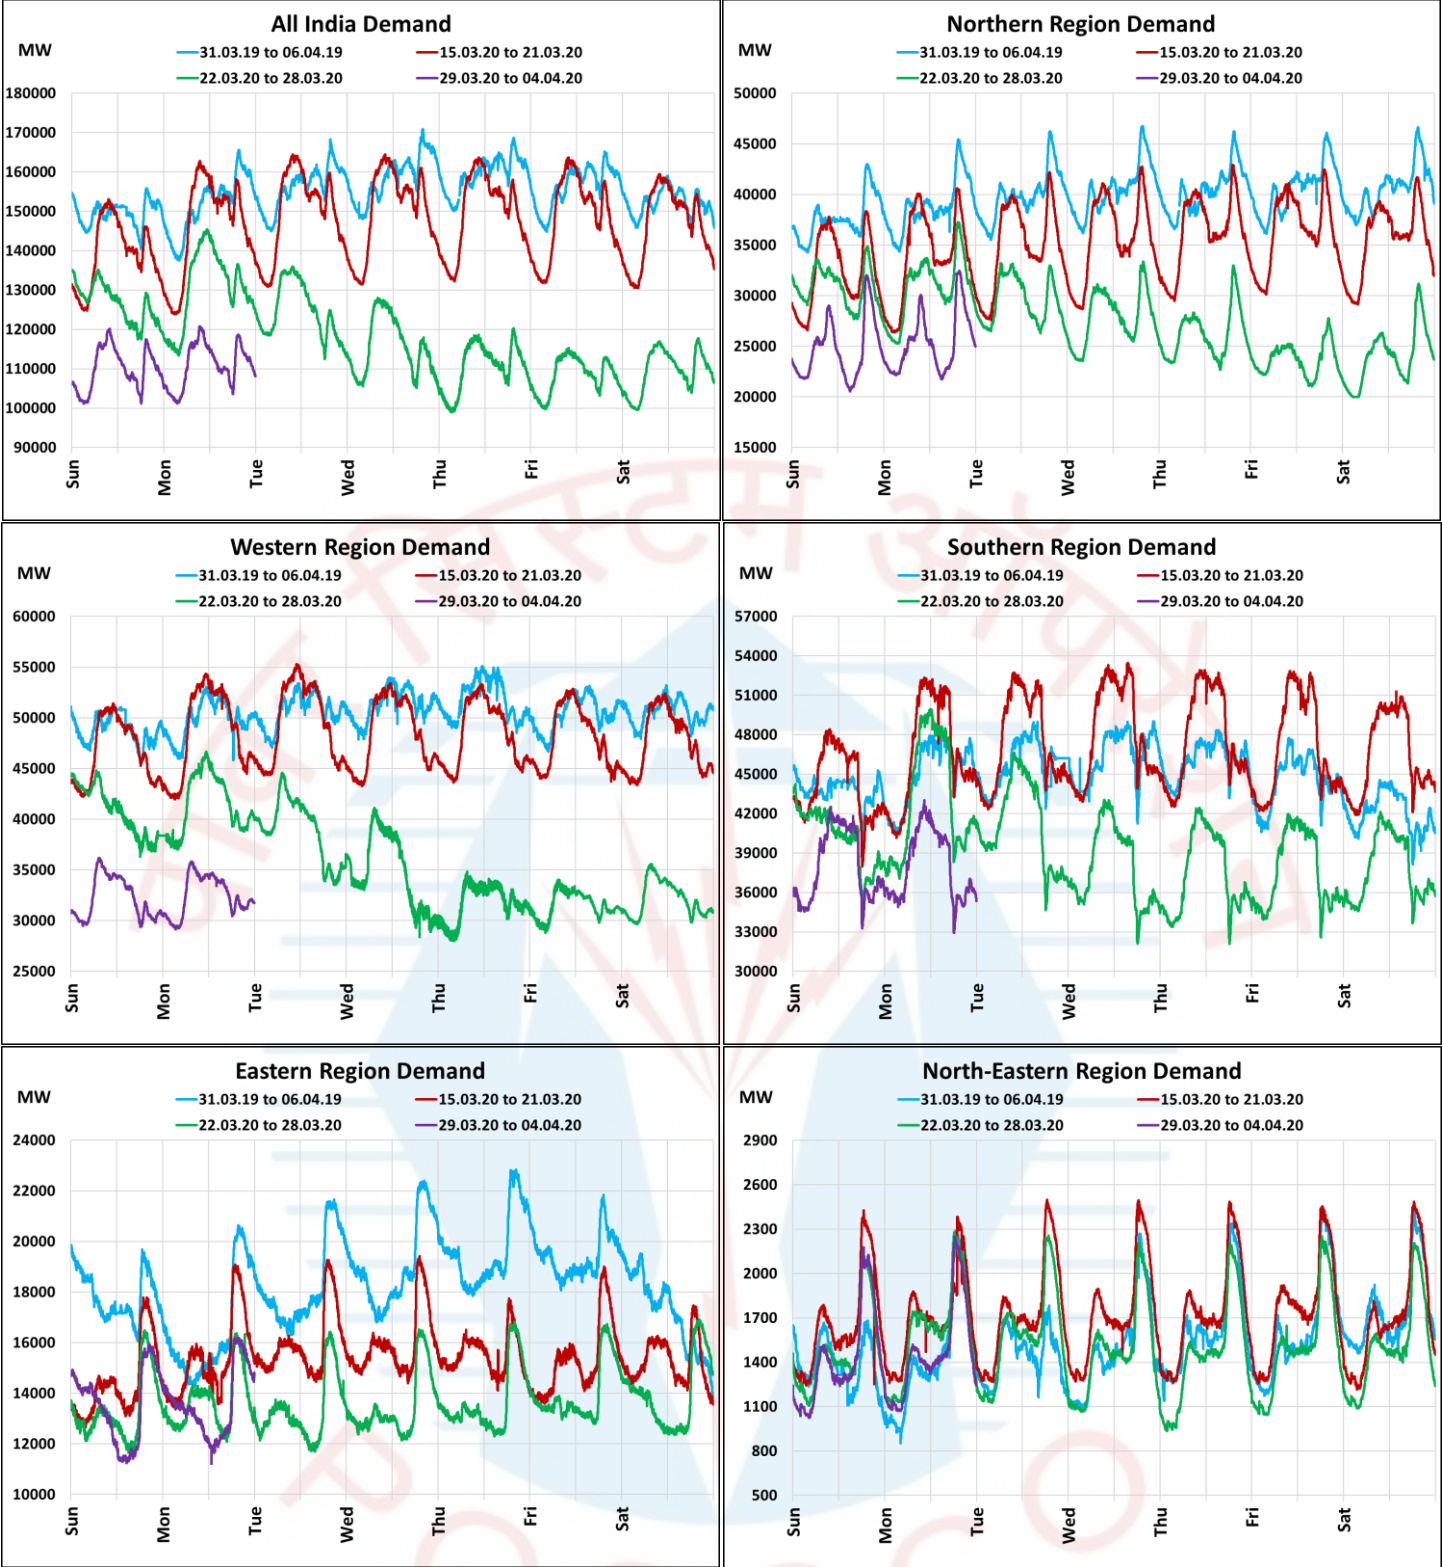 All India Demand
MW
31.03.19 to 06.04.19 15.03.20 to 21.03.20
22.03.20 to 28.03.20 29.03.20 to 04.04.20
180000
170000
160000
150000
140000
130000
120000
110000
100000
90000
Sun Mon Tue Wed Thu Fri Sat
Northern Region Demand
MW
31.03.19 to 06.04.19 15.03.20 to 21.03.20
22.03.20 to 28.03.20 29.03.20 to 04.04.20
50000
45000
40000
35000
30000
25000
20000
15000
Sun Mon Tue Wed Thu Fri Sat
Western Region Demand
MW
31.03.19 to 06.04.19 15.03.20 to 21.03.20
22.03.20 to 28.03.20 29.03.20 to 04.04.20
60000
55000
50000
45000
40000
35000
30000
25000
Sun Mon Tue Wed Thu Fri Sat
Southern Region Demand
MW
31.03.19 to 06.04.19 15.03.20 to 21.03.20
22.03.20 to 28.03.20 29.03.20 to 04.04.20
57000
54000
51000
48000
45000
42000
39000
36000
33000
30000
Sun Mon Tue Wed Thu Fri Sat
Eastern Region Demand
MW
31.03.19 to 06.04.19 15.03.20 to 21.03.20
22.03.20 to 28.03.20 29.03.20 to 04.04.20
24000
22000
20000
18000
16000
14000
12000
10000
Sun Mon Tue Wed Thu Fri Sat
North-Eastern Region Demand
MW
31.03.19 to 06.04.19 15.03.20 to 21.03.20
22.03.20 to 28.03.20 29.03.20 to 04.04.20
2900
2600
2300
2000
1700
1400
1100
800
500
Sun Mon Tue Wed Thu Fri Sat